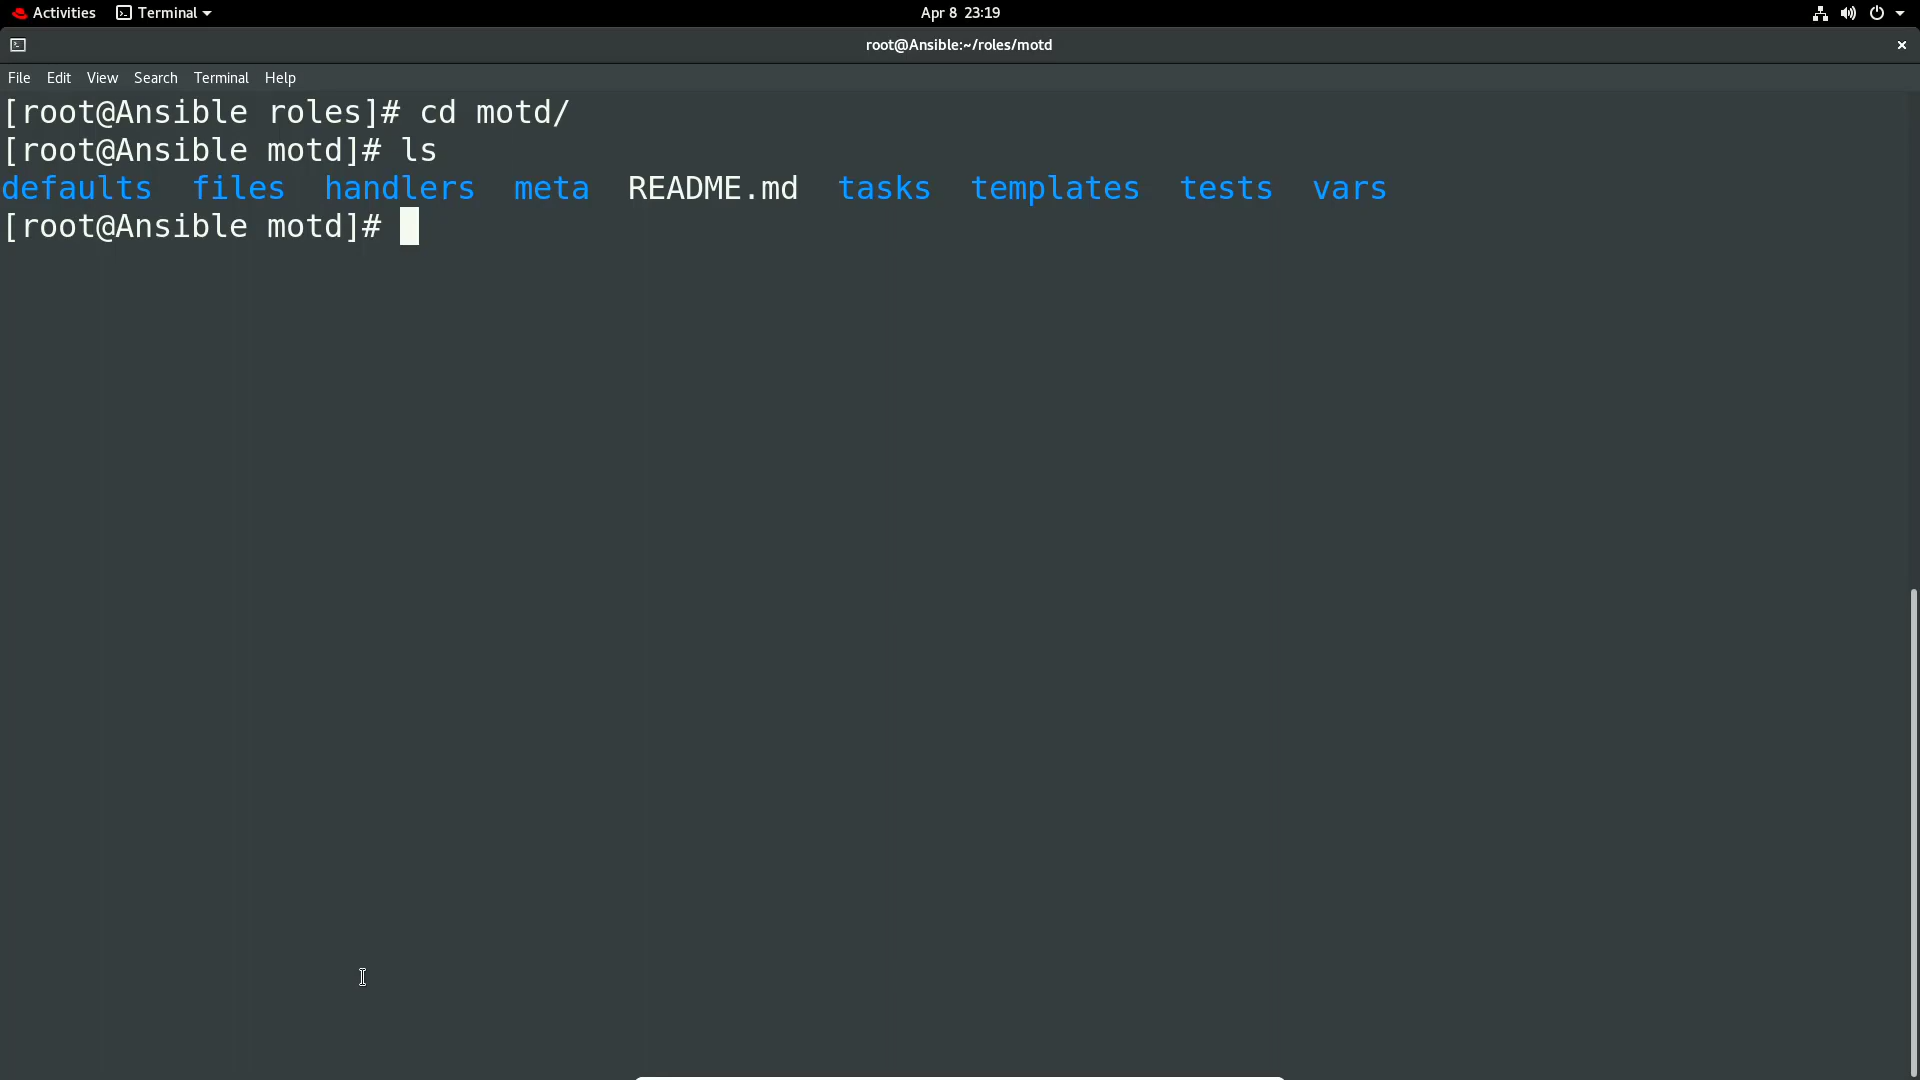 Activities Terminal Apr 8 23:19
root@Ansible:~/roles/motd ×
File Edit View Search Terminal Help
[root@Ansible roles]# cd motd/
[root@Ansible motd]# ls
defaults files handlers meta README.md tasks templates tests vars
[root@Ansible motd]#